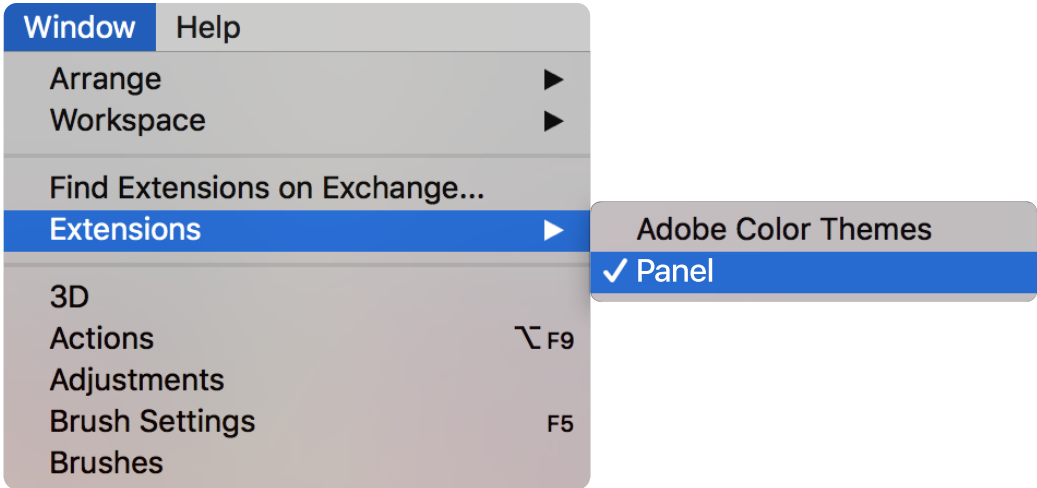 Window Help
Arrange ▶
Workspace ▶
Find Extensions on Exchange...
Extensions ▶
Adobe Color Themes
✓ Panel
3D
Actions ⌥F9
Adjustments
Brush Settings F5
Brushes